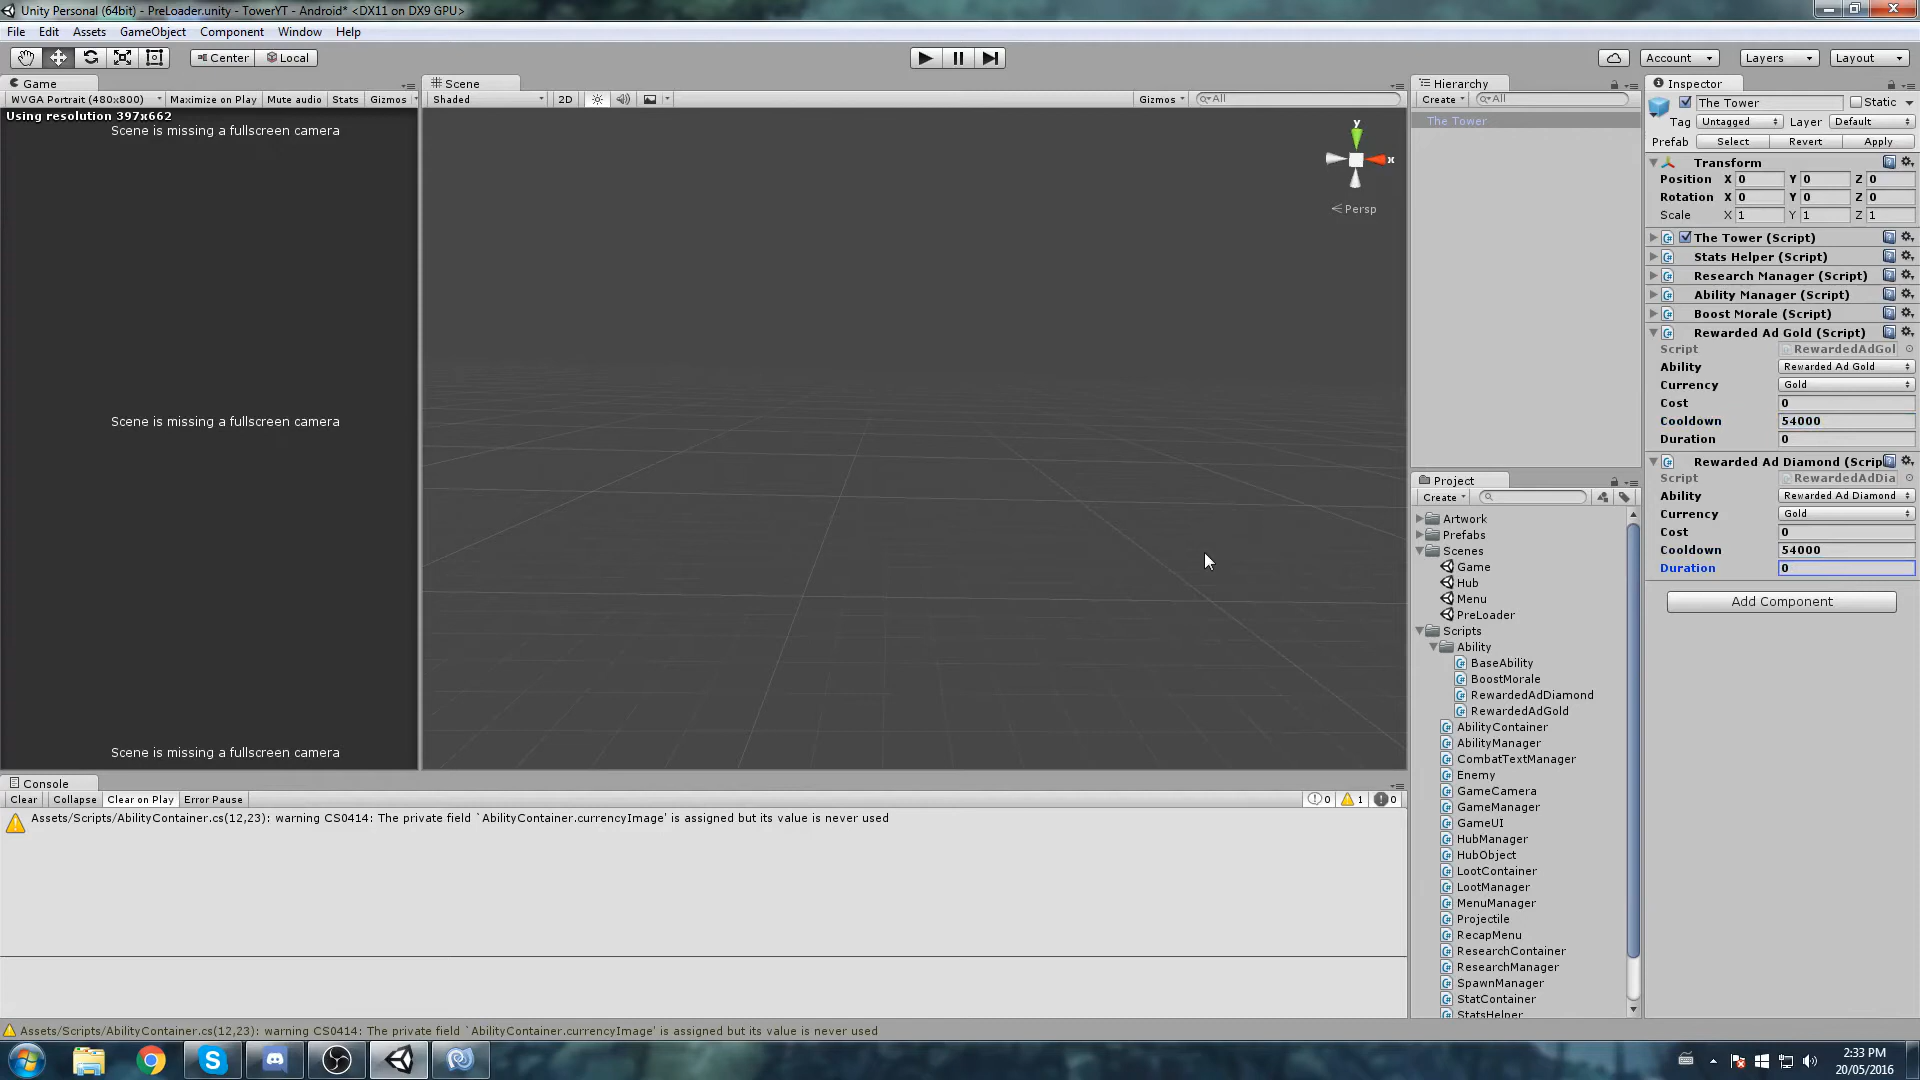 Unity Personal (64bit) - PreLoader.unity - TowerYT - Android* <DX11 on DX9 GPU>
File Edit Assets GameObject Component Window Help
Center Local Account Layers Layout
Game
WVGA Portrait (480x800) Maximize on Play Mute audio Stats Gizmos
Using resolution 397x662
Scene is missing a fullscreen camera
Scene is missing a fullscreen camera
Scene is missing a fullscreen camera
Scene
Shaded 2D Gizmos All
y
x
Persp
Hierarchy
Create All
The Tower
Project
Create
Artwork
Prefabs
Scenes
Game
Hub
Menu
PreLoader
Scripts
Ability
BaseAbility
BoostMorale
RewardedAdDiamond
RewardedAdGold
AbilityContainer
AbilityManager
CombatTextManager
Enemy
GameCamera
GameManager
GameUI
HubManager
HubObject
LootContainer
LootManager
MenuManager
Projectile
RecapMenu
ResearchContainer
ResearchManager
SpawnManager
StatContainer
StatsHelper
Inspector
The Tower Static
Tag Untagged Layer Default
Prefab Select Revert Apply
Transform
Position X 0 Y 0 Z 0
Rotation X 0 Y 0 Z 0
Scale X 1 Y 1 Z 1
The Tower (Script)
Stats Helper (Script)
Research Manager (Script)
Ability Manager (Script)
Boost Morale (Script)
Rewarded Ad Gold (Script)
Script RewardedAdGol
Ability Rewarded Ad Gold
Currency Gold
Cost 0
Cooldown 54000
Duration 0
Rewarded Ad Diamond (Scrip
Script RewardedAdDia
Ability Rewarded Ad Diamond
Currency Gold
Cost 0
Cooldown 54000
Duration 0
Add Component
Console
Clear Collapse Clear on Play Error Pause 0 1 0
Assets/Scripts/AbilityContainer.cs(12,23): warning CS0414: The private field `AbilityContainer.currencyImage' is assigned but its value is never used
Assets/Scripts/AbilityContainer.cs(12,23): warning CS0414: The private field `AbilityContainer.currencyImage' is assigned but its value is never used
2:33 PM
20/05/2016